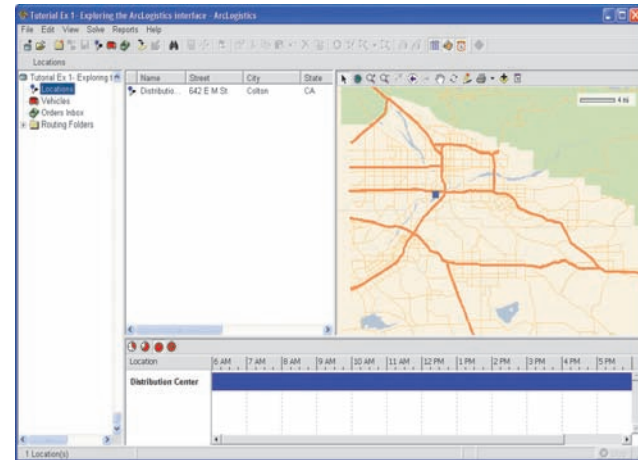 Tutorial Ex 1- Exploring the ArcLogistics interface - ArcLogistics
File Edit View Solve Reports Help
Locations
Tutorial Ex 1- Exploring t
Locations
Vehicles
Orders Inbox
Routing Folders
Name Street City State
Distributio... 642 E M St. Colton CA
4 mi
Location 6 AM 7 AM 8 AM 9 AM 10 AM 11 AM 12 PM 1 PM 2 PM 3 PM 4 PM 5 PM
Distribution Center
1 Location(s)